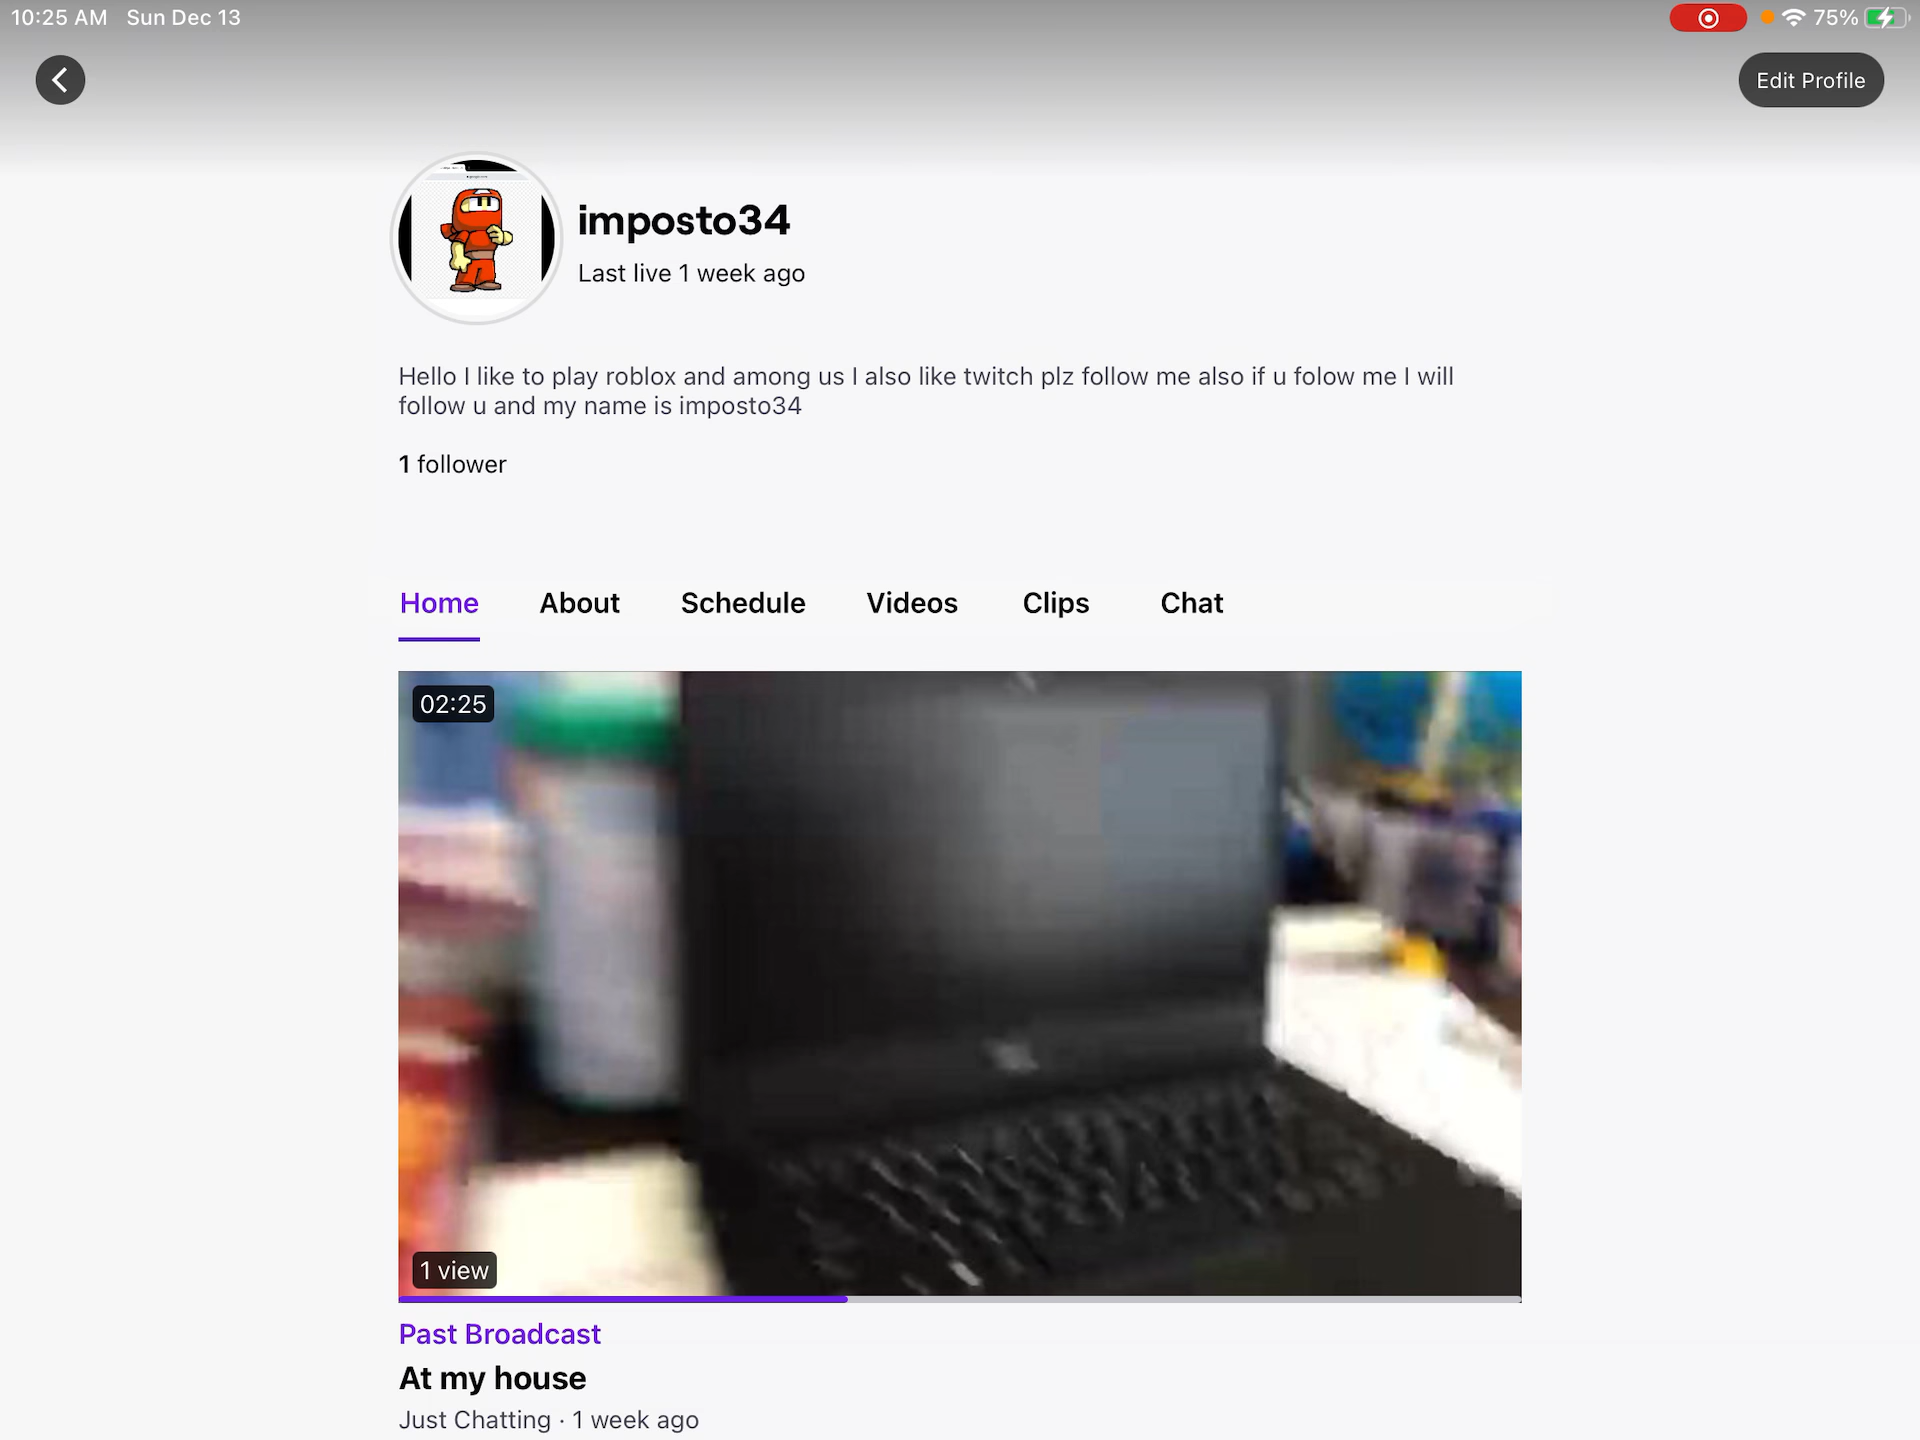 10:25 AM Sun Dec 13
75%
Edit Profile
imposto34
Last live 1 week ago
Hello I like to play roblox and among us I also like twitch plz follow me also if u folow me I will
follow u and my name is imposto34
1 follower
Home About Schedule Videos Clips Chat
02:25
1 view
Past Broadcast
At my house
Just Chatting · 1 week ago